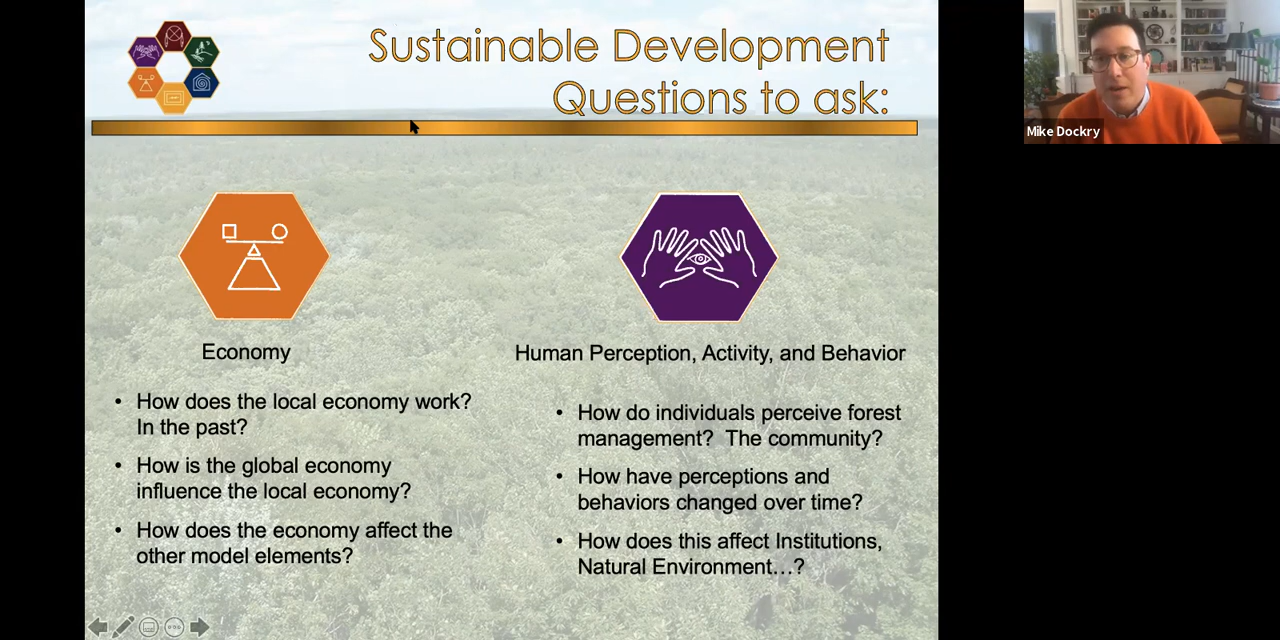 Sustainable Development
Questions to ask:
Mike Dockry
Economy
• How does the local economy work?
In the past?
• How is the global economy
influence the local economy?
• How does the economy affect the
other model elements?
Human Perception, Activity, and Behavior
• How do individuals perceive forest
management? The community?
• How have perceptions and
behaviors changed over time?
• How does this affect Institutions,
Natural Environment...?